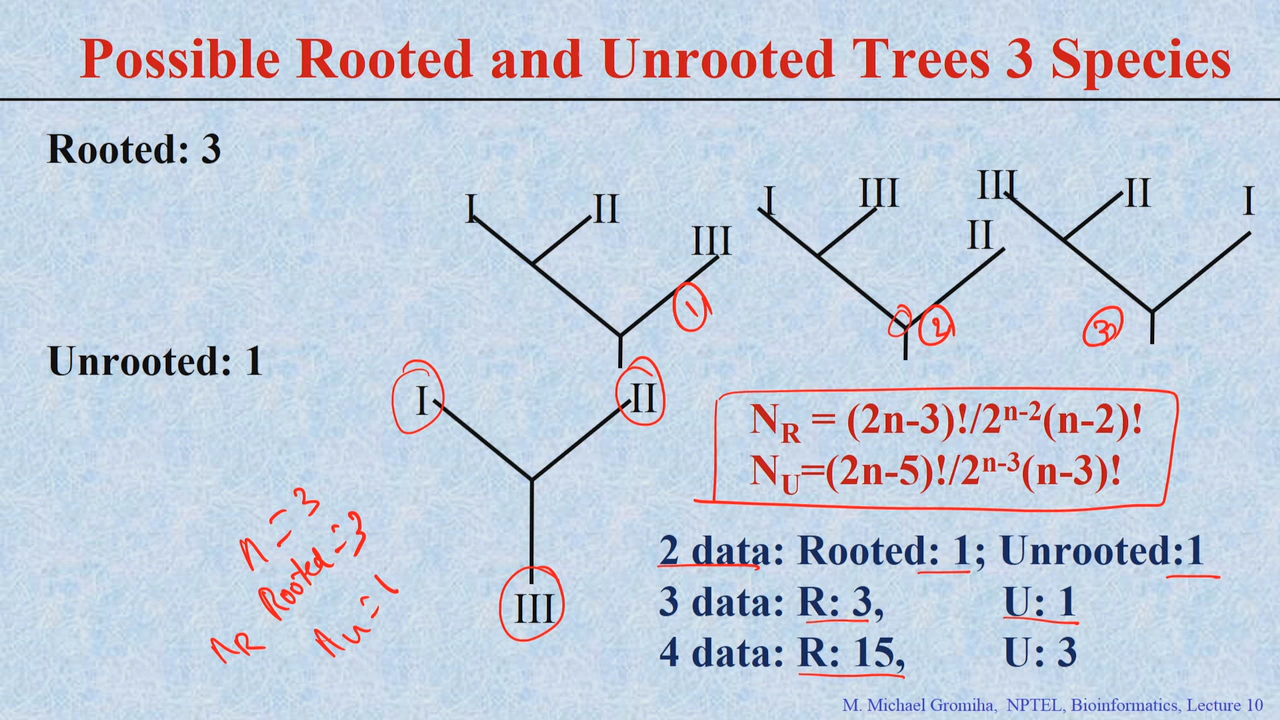 Possible Rooted and Unrooted Trees 3 Species
Rooted: 3
I II III
I III II
III II I
1
2
3
Unrooted: 1
I II
III
N_R = (2n-3)!/2^{n-2}(n-2)!
N_U=(2n-5)!/2^{n-3}(n-3)!
n=3
Rooted=3
N_R
N_u=1
2 data: Rooted: 1; Unrooted:1
3 data: R: 3, U: 1
4 data: R: 15, U: 3
M. Michael Gromiha, NPTEL, Bioinformatics, Lecture 10